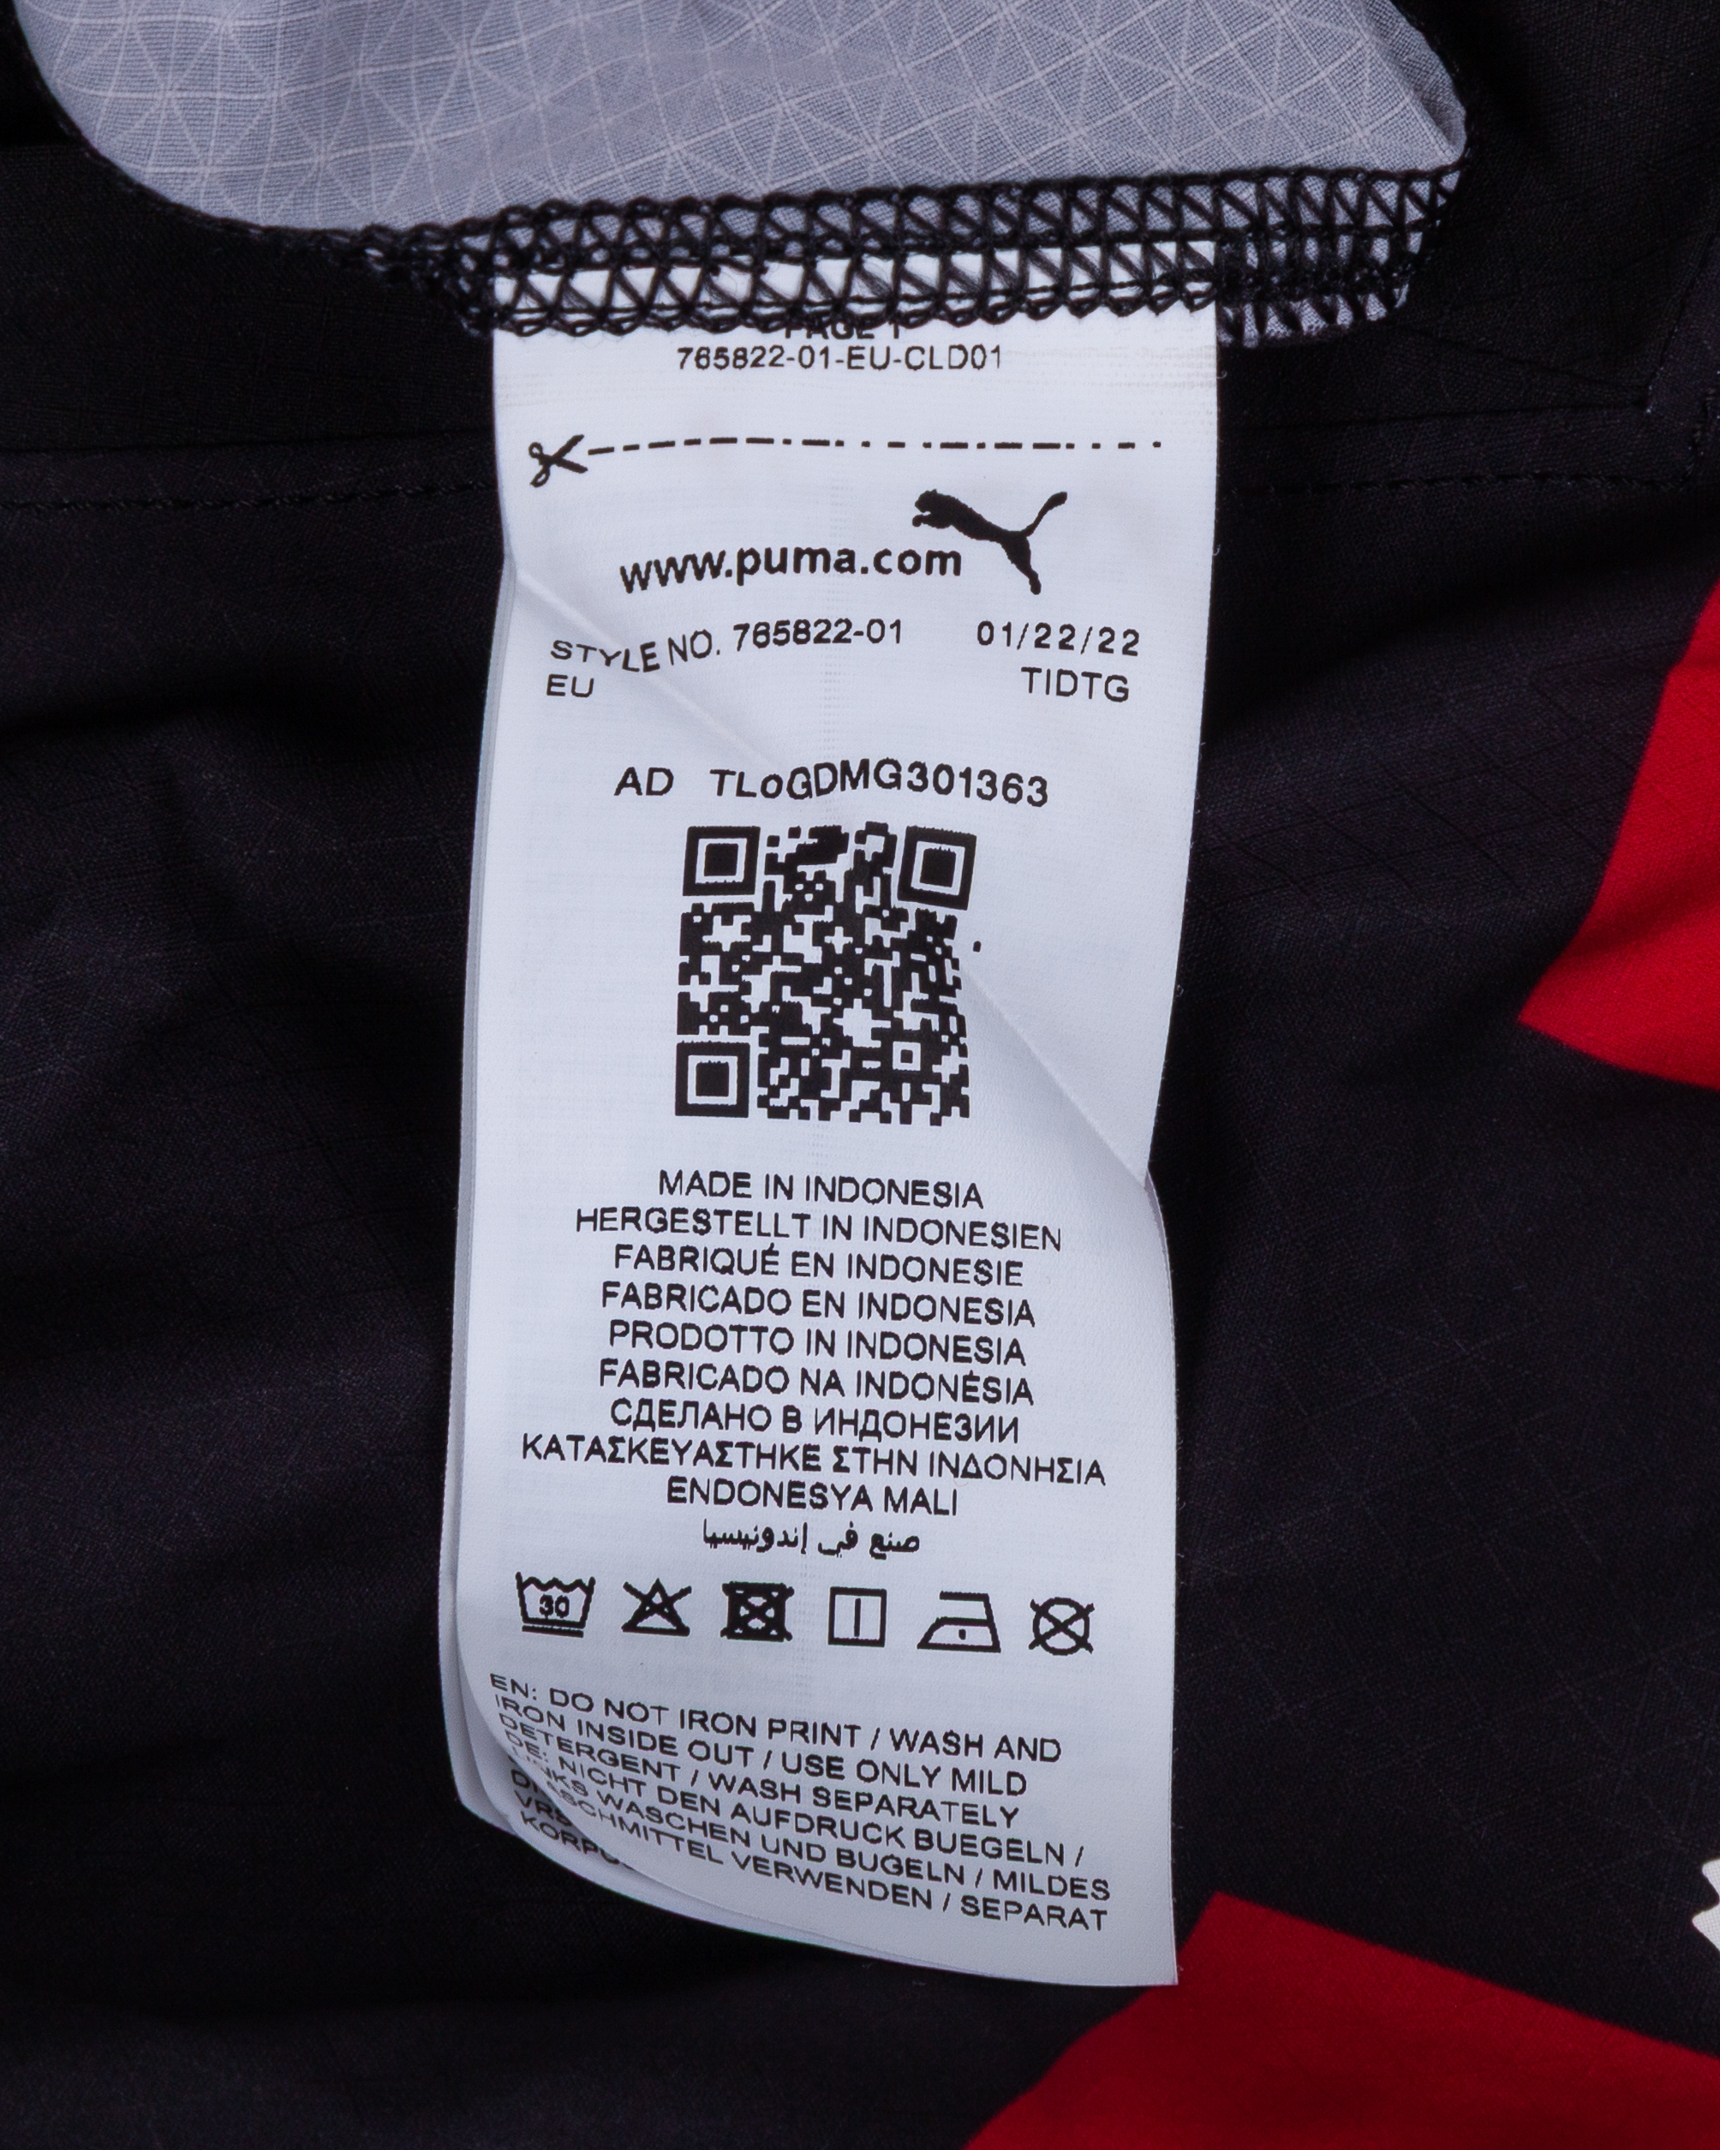 PAGE 1
765822-01-EU-CLD01
www.puma.com
STYLE NO. 765822-01 01/22/22
EU TIDTG
AD TLoGDMG301363
MADE IN INDONESIA
HERGESTELLT IN INDONESIEN
FABRIQUÉ EN INDONESIE
FABRICADO EN INDONESIA
PRODOTTO IN INDONESIA
FABRICADO NA INDONÉSIA
СДЕЛАНО В ИНДОНЕЗИИ
ΚΑΤΑΣΚΕΥΑΣΤΗΚΕ ΣΤΗΝ ΙΝΔΟΝΗΣΙΑ
ENDONESYA MALI
صنع في إندونيسيا
30
EN: DO NOT IRON PRINT / WASH AND
IRON INSIDE OUT / USE ONLY MILD
DETERGENT / WASH SEPARATELY
DE: NICHT DEN AUFDRUCK BUEGELN /
WASCHEN UND BUGELN / MILDES
VERWENDEN / SEPARAT